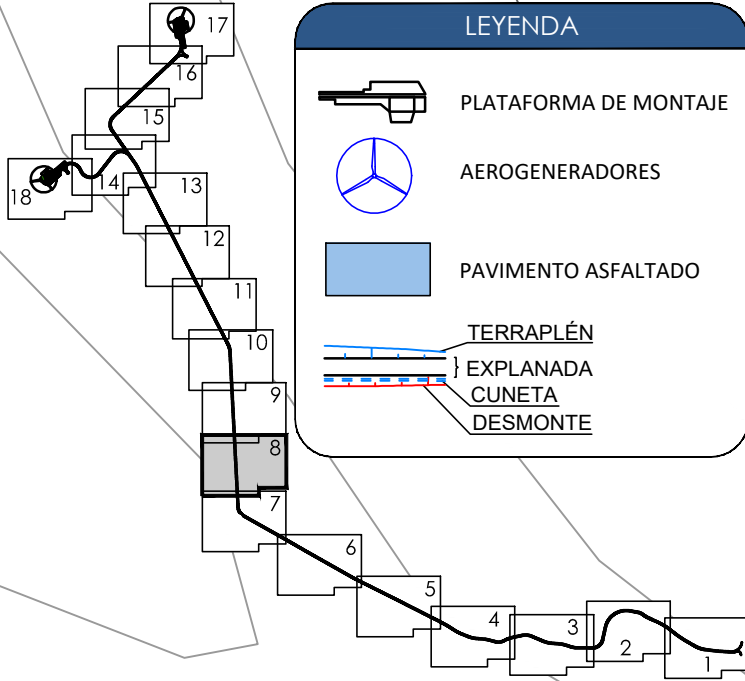 LEYENDA
PLATAFORMA DE MONTAJE
AEROGENERADORES
PAVIMENTO ASFALTADO
TERRAPLÉN
EXPLANADA
CUNETA
DESMONTE
17
16
15
14
18
13
12
11
10
9
8
7
6
5
4
3
2
1